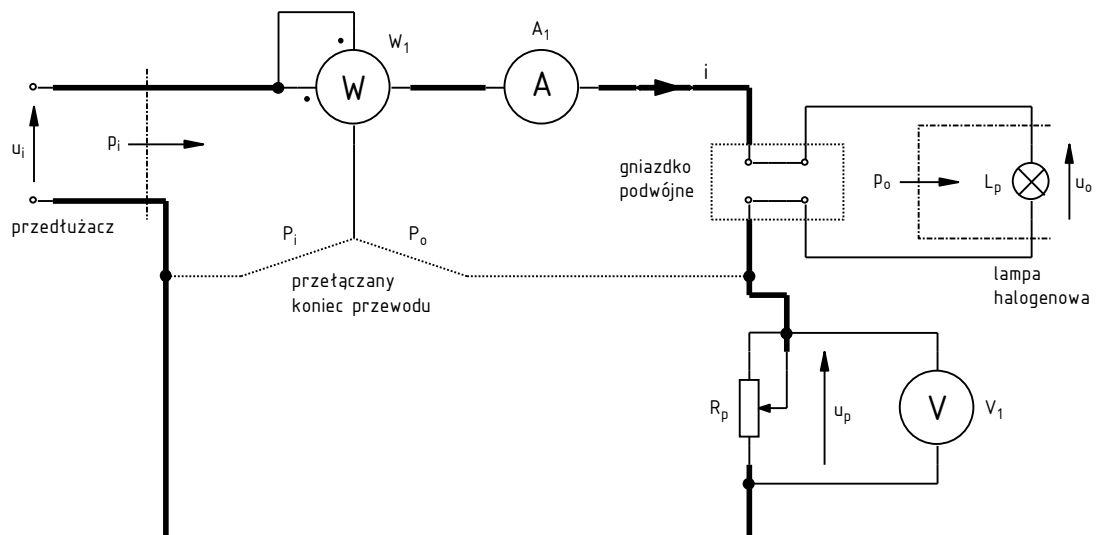 W1
A1
W
A
i
ui
pi
przedłużacz
gniazdko
podwójne
po
Lp
uo
lampa
halogenowa
Pi
Po
przełączany
koniec przewodu
Rp
up
V
V1